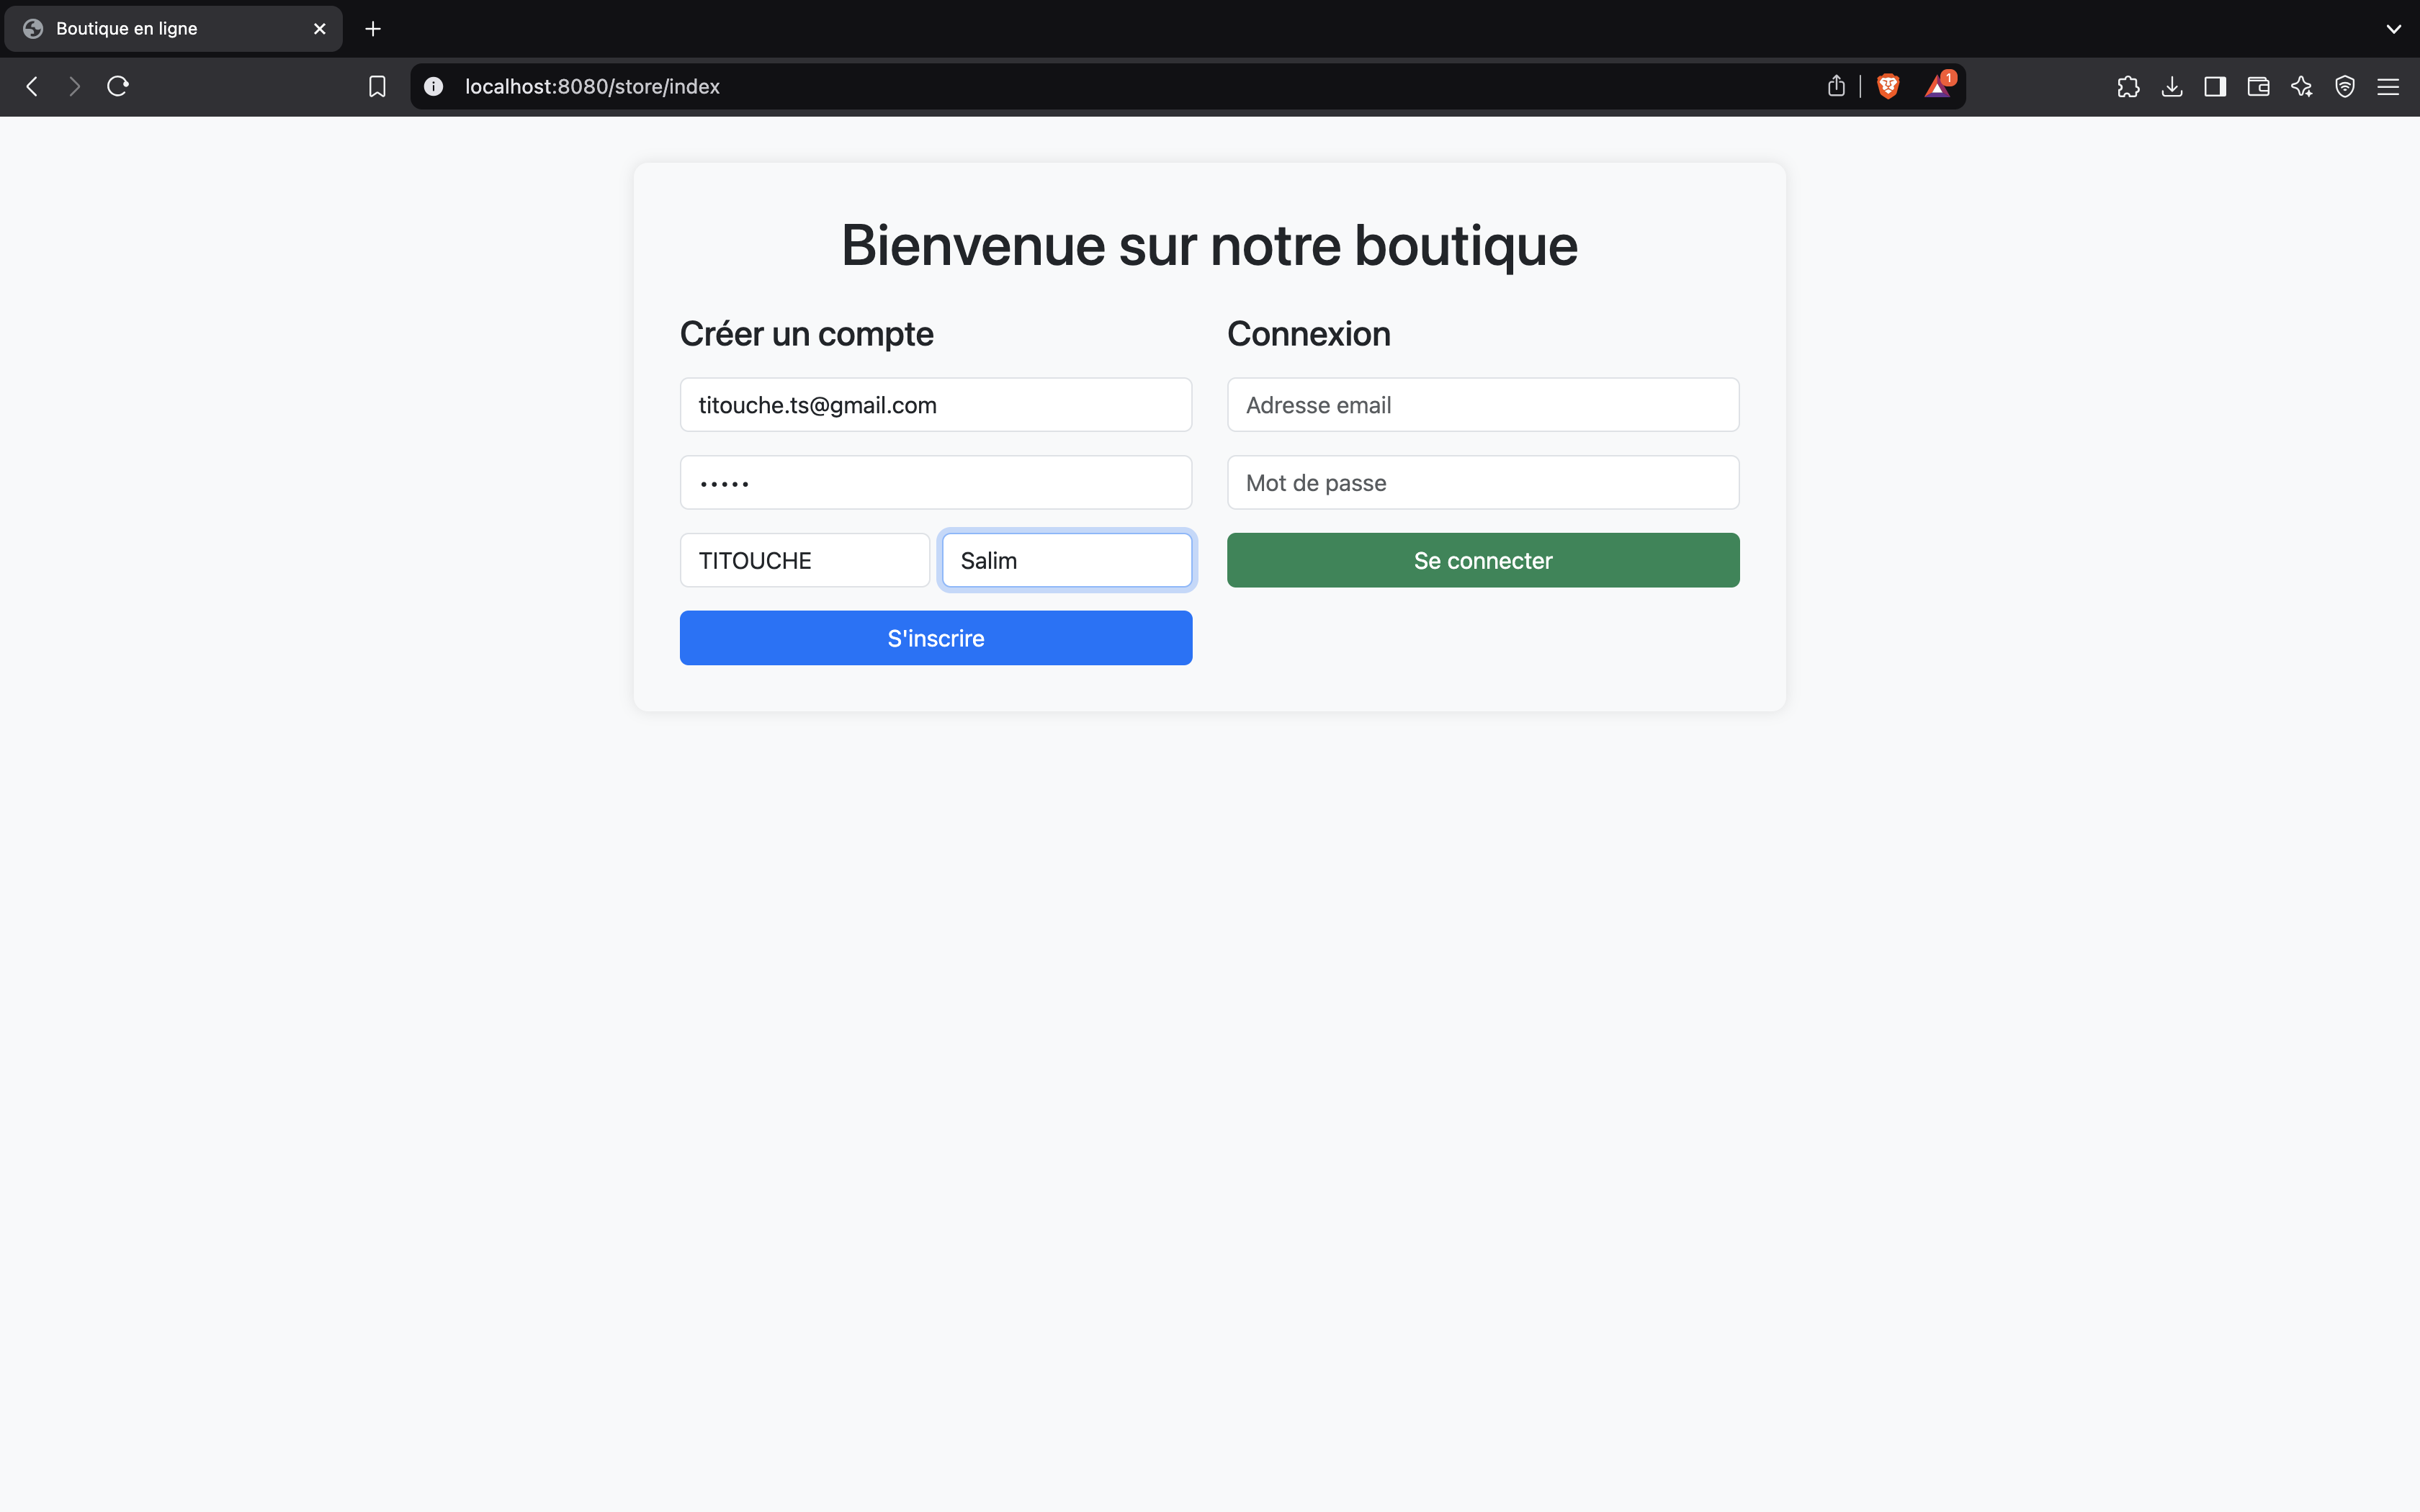 Boutique en ligne
localhost:8080/store/index
1
Bienvenue sur notre boutique
Créer un compte
titouche.ts@gmail.com
•••••
TITOUCHE
Salim
S'inscrire
Connexion
Adresse email
Mot de passe
Se connecter